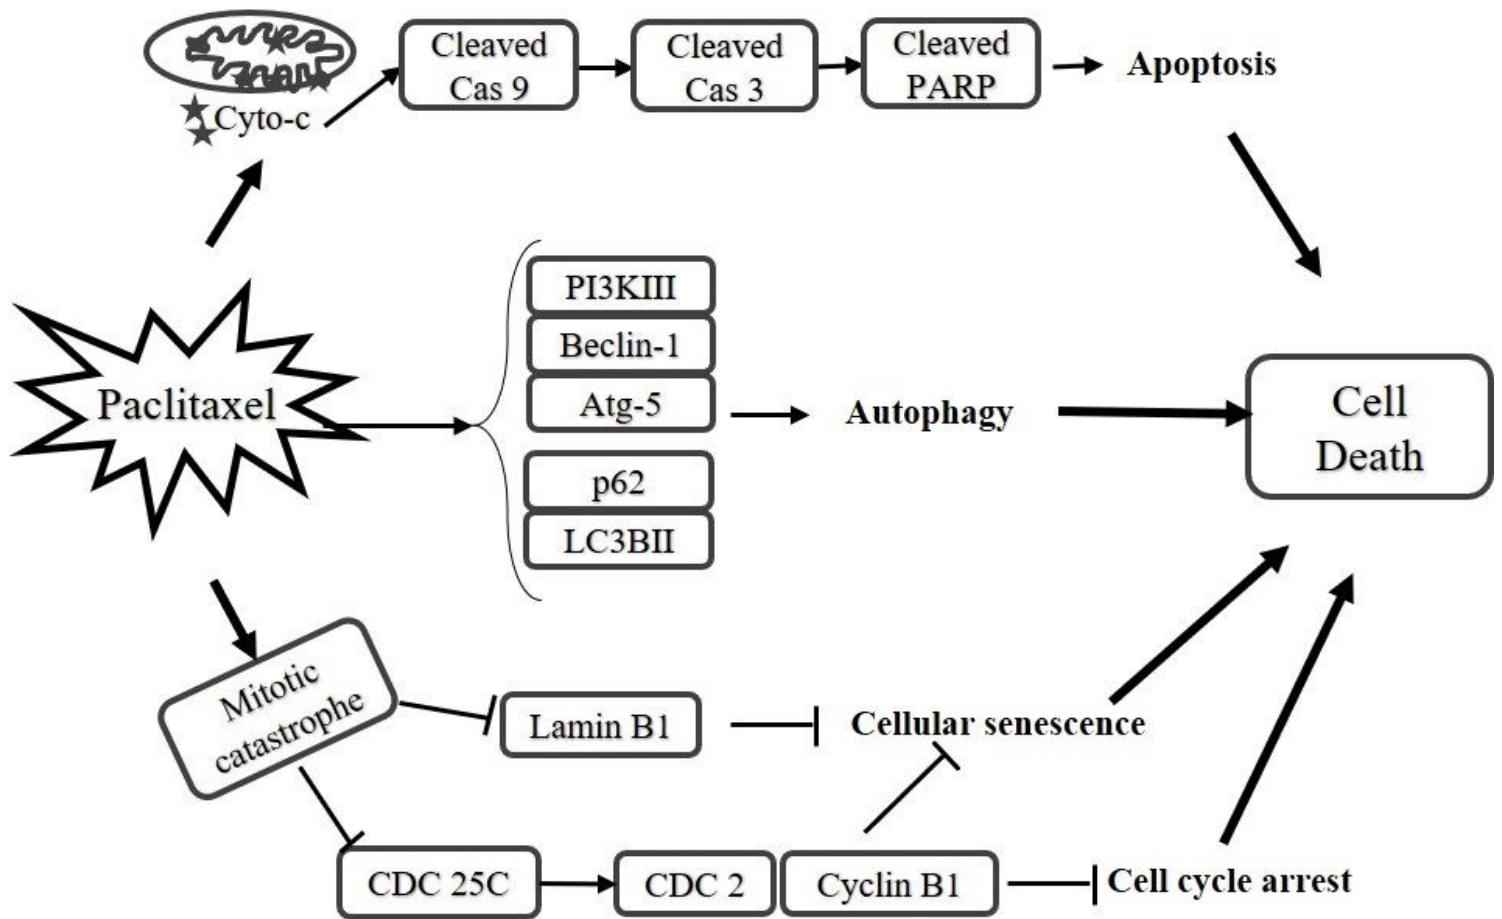 Cleaved
Cas 9
Cleaved
Cas 3
Cleaved
PARP
Apoptosis
Cyto-c
PI3KIII
Beclin-1
Atg-5
p62
LC3BII
Paclitaxel
Autophagy
Cell
Death
Mitotic
catastrophe
Lamin B1
Cellular senescence
CDC 25C
CDC 2
Cyclin B1
Cell cycle arrest